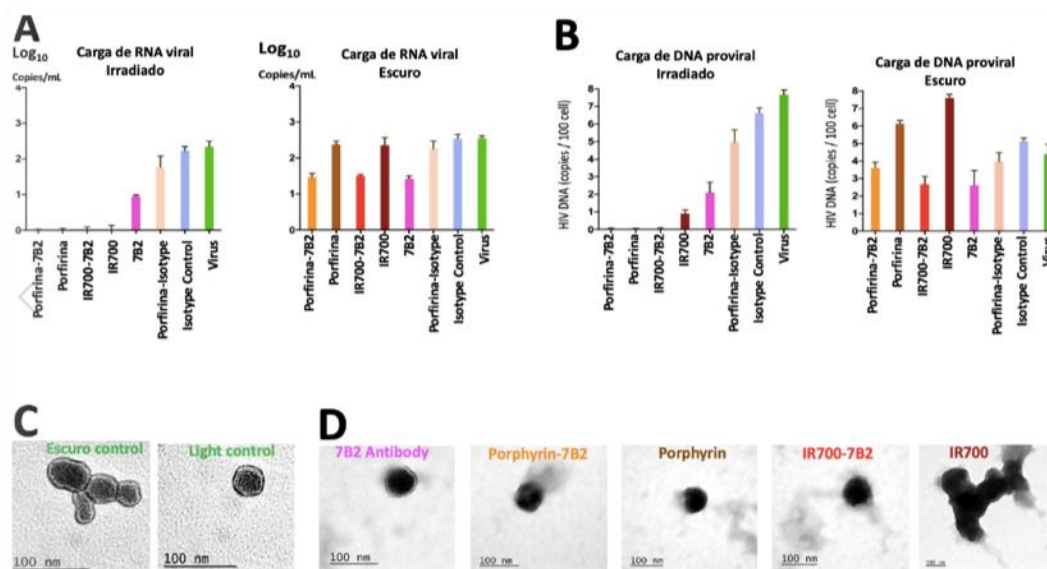 A
Log10
Copies/mL
Carga de RNA viral
Irradiado
4
3
2
1
0
Porfirina-7B2
Porfirina
IR700-7B2
IR700
7B2
Porfirina-Isotype
Isotype Control
Virus
Log10
Copies/mL
Carga de RNA viral
Escuro
4
3
2
1
0
Porfirina-7B2
Porfirina
IR700-7B2
IR700
7B2
Porfirina-Isotype
Isotype Control
Virus
B
Carga de DNA proviral
Irradiado
HIV DNA (copies / 100 cell)
8
7
6
5
4
3
2
1
0
Porfirina-7B2
Porfirina
IR700-7B2
IR700
7B2
Porfirina-Isotype
Isotype Control
Virus
Carga de DNA proviral
Escuro
HIV DNA (copies / 100 cell)
8
7
6
5
4
3
2
1
0
Porfirina-7B2
Porfirina
IR700-7B2
IR700
7B2
Porfirina-Isotype
Isotype Control
Virus
C
Escuro control
100 nm
Light control
100 nm
D
7B2 Antibody
100 nm
Porphyrin-7B2
100 nm
Porphyrin
100 nm
IR700-7B2
100 nm
IR700